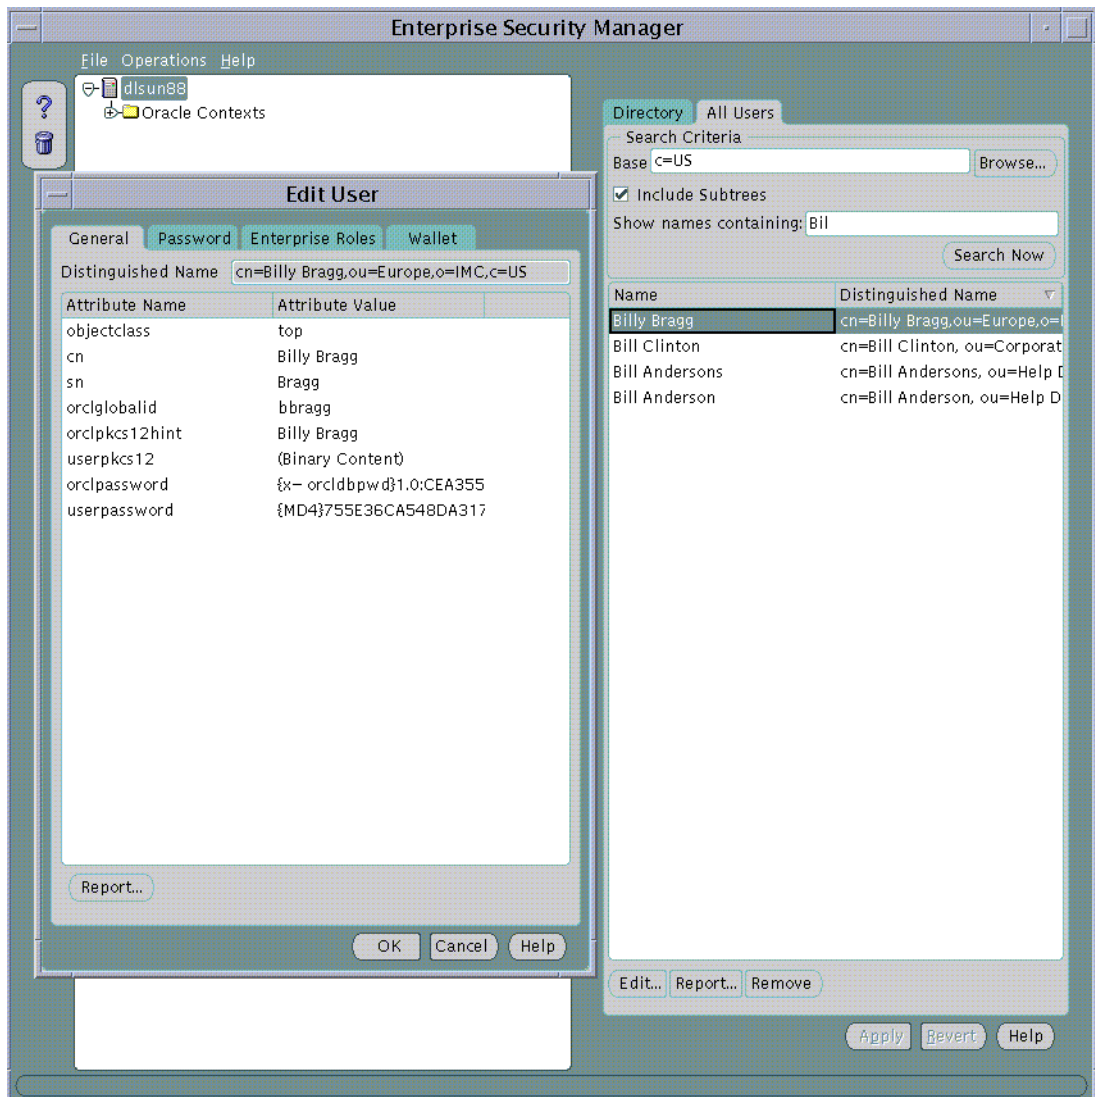 Enterprise Security Manager
File Operations Help
dlsun88
Oracle Contexts
Directory All Users
Search Criteria
Base c=US Browse...
Include Subtrees
Show names containing: Bil
Search Now
Name Distinguished Name
Billy Bragg cn=Billy Bragg,ou=Europe,o=I
Bill Clinton cn=Bill Clinton, ou=Corporat
Bill Andersons cn=Bill Andersons, ou=Help D
Bill Anderson cn=Bill Anderson, ou=Help D
Edit... Report... Remove
Apply Revert Help
Edit User
General Password Enterprise Roles Wallet
Distinguished Name cn=Billy Bragg,ou=Europe,o=IMC,c=US
Attribute Name Attribute Value
objectclass top
cn Billy Bragg
sn Bragg
orclglobalid bbragg
orclpkcs12hint Billy Bragg
userpkcs12 (Binary Content)
orclpassword {x- orcldbpwd}1.0:CEA355
userpassword {MD4}755E36CA548DA317
Report...
OK Cancel Help